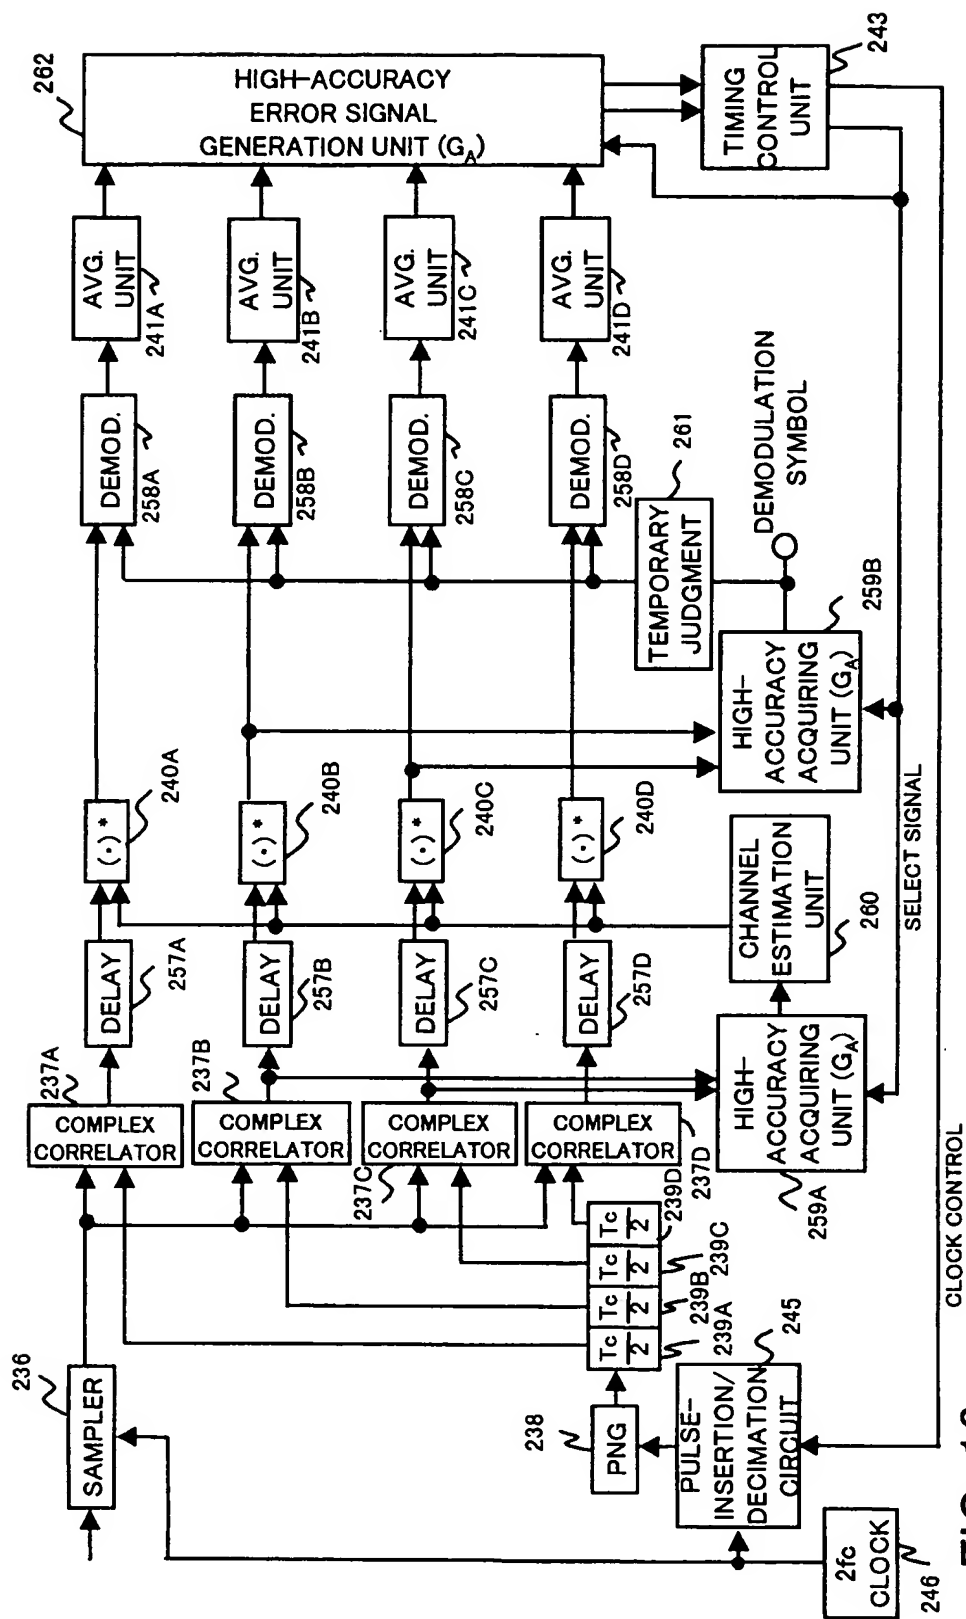 236
SAMPLER
237A
COMPLEX
CORRELATOR
DELAY
257A
(·)*
240A
DEMOD.
258A
AVG.
UNIT
241A
262
HIGH-ACCURACY
ERROR SIGNAL
GENERATION UNIT (GA)
237B
COMPLEX
CORRELATOR
DELAY
257B
(·)*
240B
DEMOD.
258B
AVG.
UNIT
241B
237C
COMPLEX
CORRELATOR
DELAY
257C
(·)*
240C
DEMOD.
258C
AVG.
UNIT
241C
237D
COMPLEX
CORRELATOR
DELAY
257D
(·)*
240D
DEMOD.
258D
AVG.
UNIT
241D
238
PNG
Tc
2
Tc
2
Tc
2
Tc
2
239A
239B
239C
239D
TEMPORARY
JUDGMENT
261
TIMING
CONTROL
UNIT
243
PULSE-
INSERTION/
DECIMATION
CIRCUIT
245
HIGH-
ACCURACY
ACQUIRING
UNIT (GA)
259A
CHANNEL
ESTIMATION
UNIT
260
HIGH-
ACCURACY
ACQUIRING
UNIT (GA)
259B
DEMODULATION
SYMBOL
2fc
CLOCK
246
SELECT SIGNAL
CLOCK CONTROL